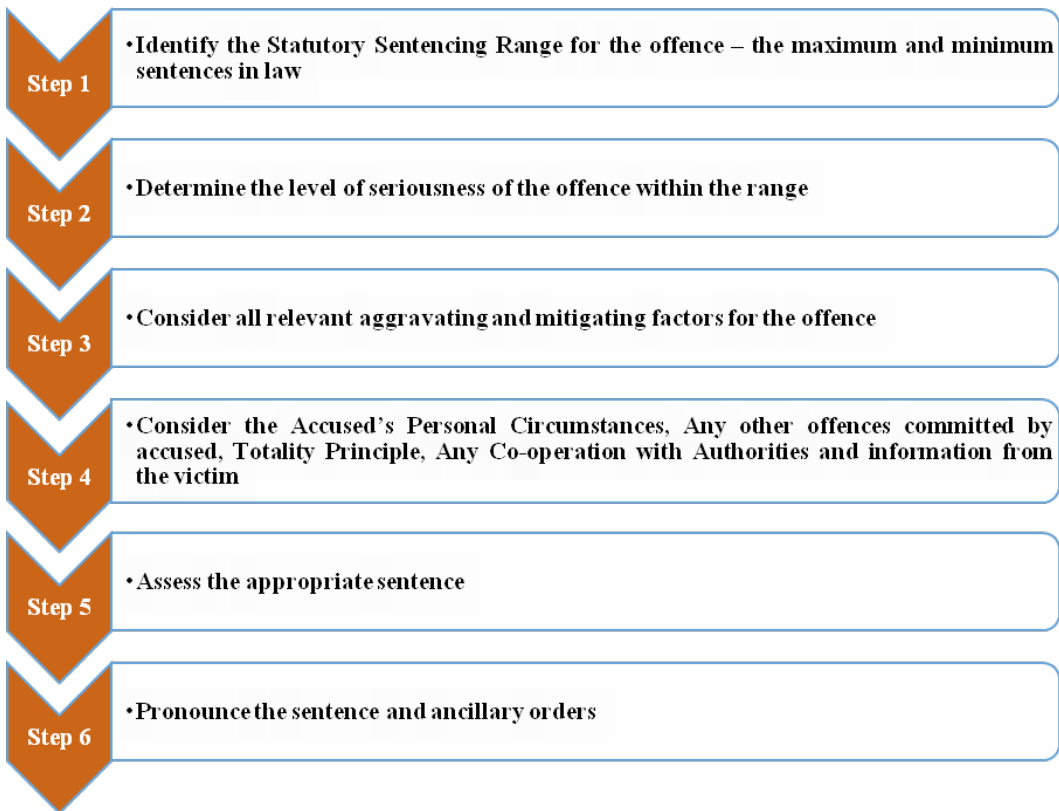 Step 1
•Identify the Statutory Sentencing Range for the offence – the maximum and minimum
sentences in law
Step 2
•Determine the level of seriousness of the offence within the range
Step 3
•Consider all relevant aggravating and mitigating factors for the offence
Step 4
•Consider the Accused’s Personal Circumstances, Any other offences committed by
accused, Totality Principle, Any Co-operation with Authorities and information from
the victim
Step 5
•Assess the appropriate sentence
Step 6
•Pronounce the sentence and ancillary orders